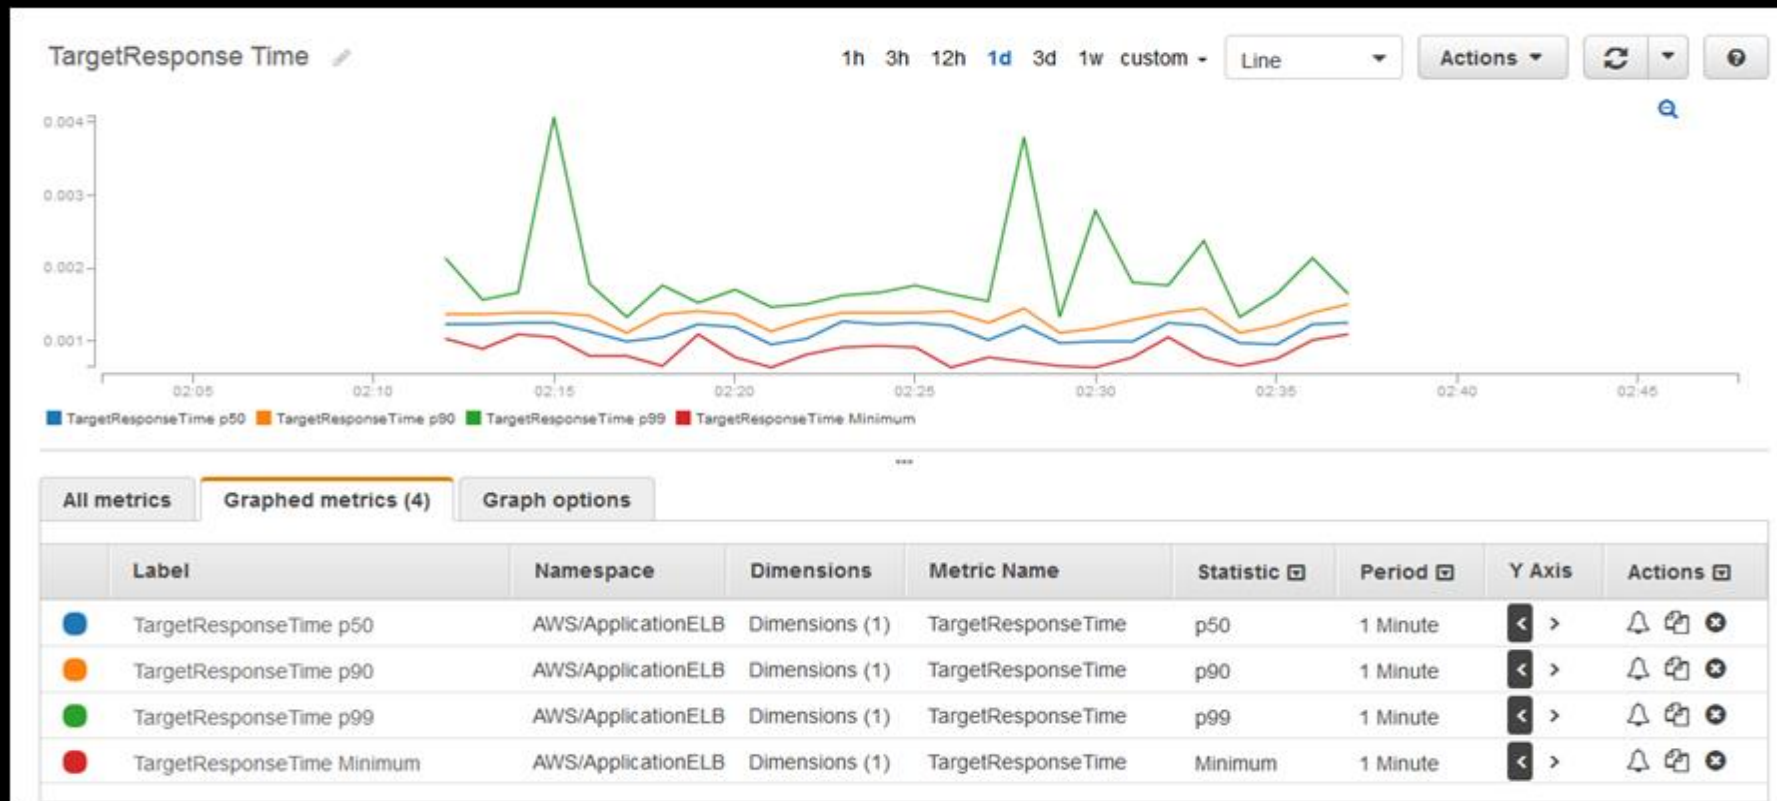 TargetResponse Time
1h 3h 12h 1d 3d 1w custom
Line
Actions
0.004
0.003
0.002
0.001
02:05 02:10 02:15 02:20 02:25 02:30 02:35 02:40 02:45
TargetResponseTime p50 TargetResponseTime p90 TargetResponseTime p99 TargetResponseTime Minimum
All metrics Graphed metrics (4) Graph options
Label Namespace Dimensions Metric Name Statistic Period Y Axis Actions
TargetResponseTime p50 AWS/ApplicationELB Dimensions (1) TargetResponseTime p50 1 Minute < >
TargetResponseTime p90 AWS/ApplicationELB Dimensions (1) TargetResponseTime p90 1 Minute < >
TargetResponseTime p99 AWS/ApplicationELB Dimensions (1) TargetResponseTime p99 1 Minute < >
TargetResponseTime Minimum AWS/ApplicationELB Dimensions (1) TargetResponseTime Minimum 1 Minute < >